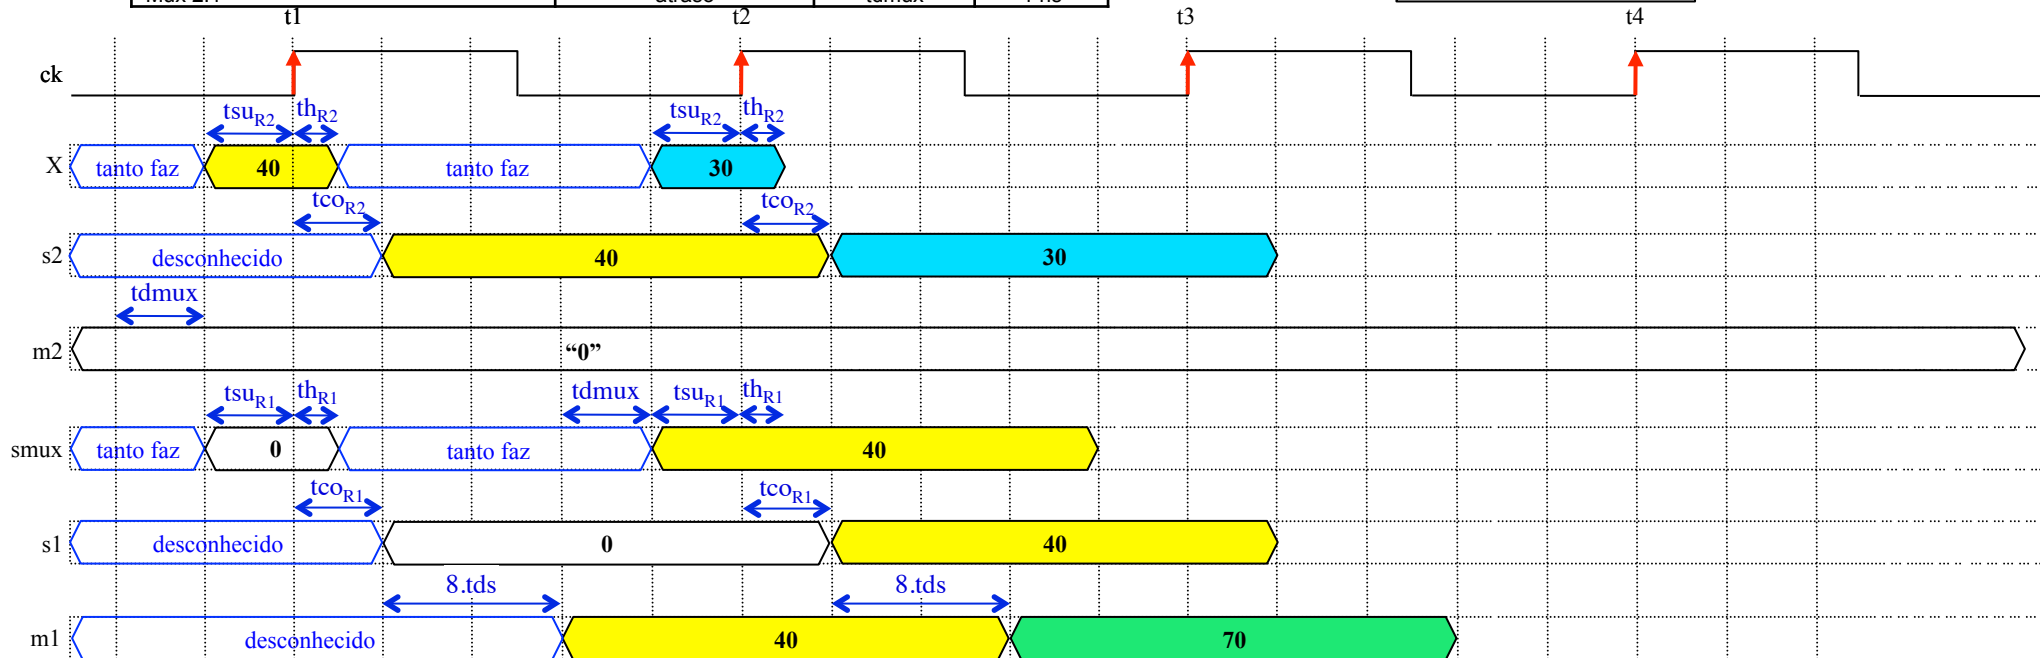 t1 t2 t3 t4
ck
tsuR2 thR2 tsuR2 thR2
X tanto faz 40 tanto faz 30
tcoR2 tcoR2
s2 desconhecido 40 30
tdmux
m2 “0”
tsuR1 thR1 tdmux tsuR1 thR1
smux tanto faz 0 tanto faz 40
tcoR1 tcoR1
s1 desconhecido 0 40
8.tds 8.tds
m1 desconhecido 40 70